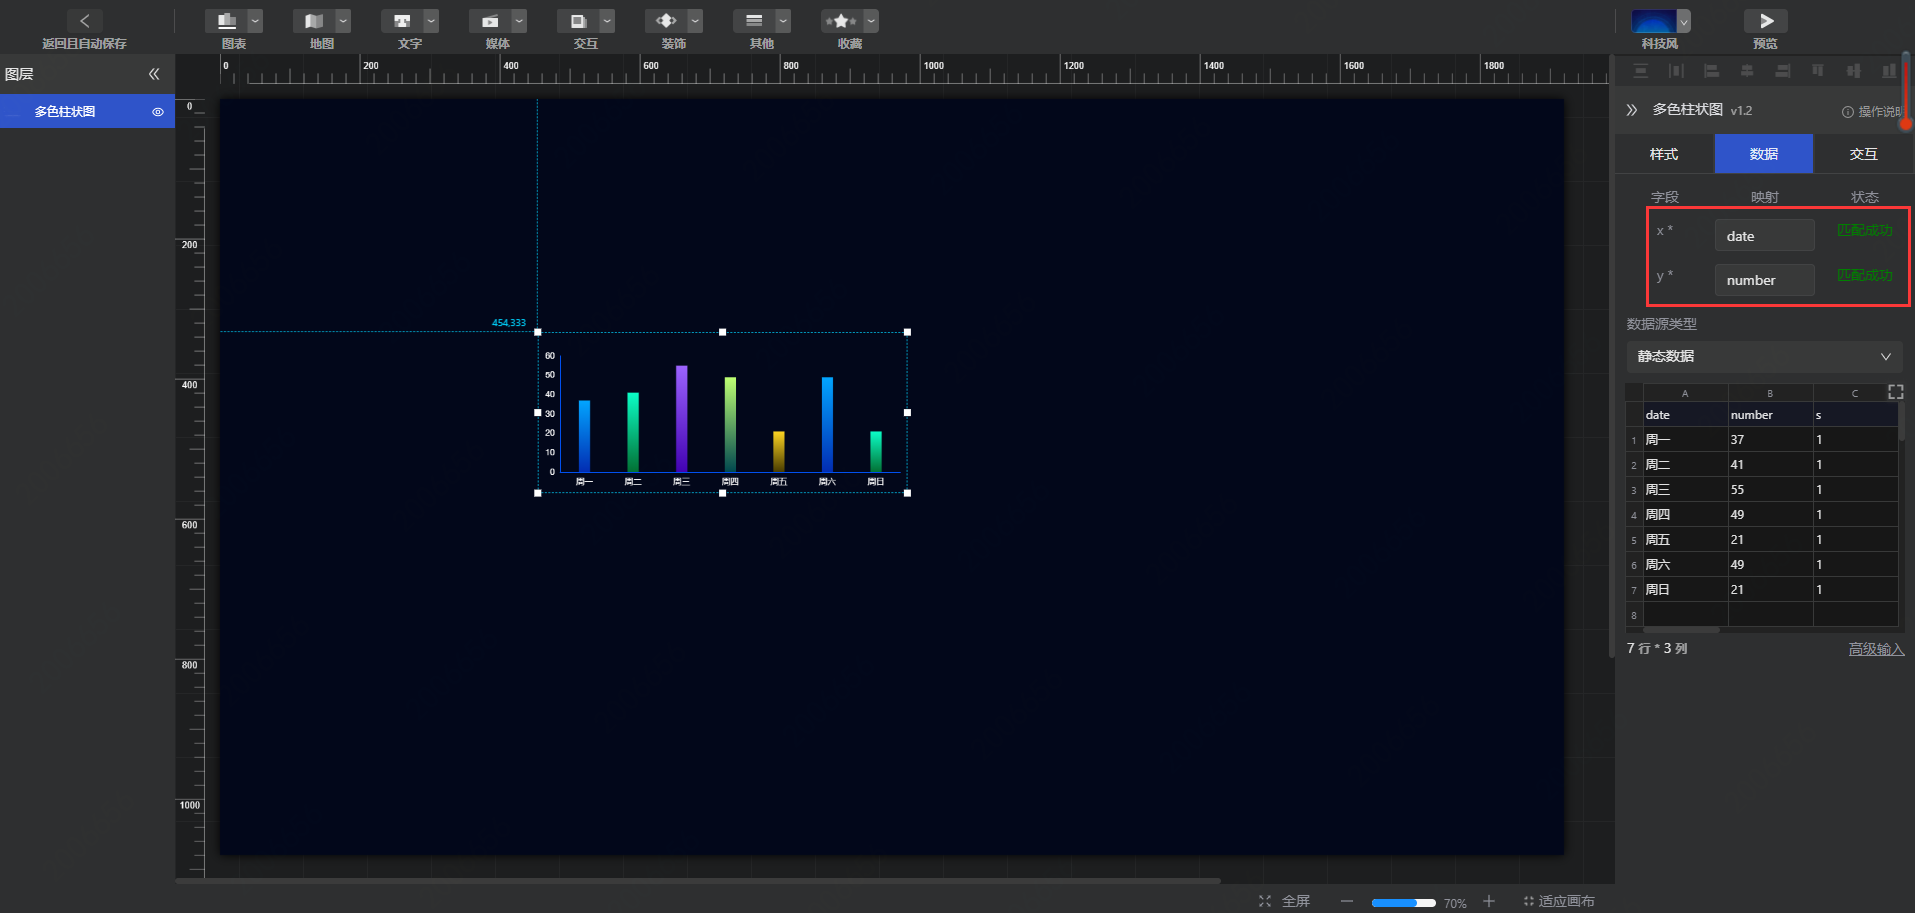 返回且自动保存
图表
地图
文字
媒体
交互
装饰
其他
收藏
科技风
预览
图层
多色柱状图
0
200
400
600
800
1000
1200
1400
1600
1800
0
200
400
600
800
1000
454,333
60
50
40
30
20
10
0
周一
周二
周三
周四
周五
周六
周日
多色柱状图 v1.2
操作说明
样式
数据
交互
字段
映射
状态
x *
date
匹配成功
y *
number
匹配成功
数据源类型
静态数据
A B C
date number s
1 周一 37 1
2 周二 41 1
3 周三 55 1
4 周四 49 1
5 周五 21 1
6 周六 49 1
7 周日 21 1
8
7 行 * 3 列
高级输入
全屏
70%
适应画布